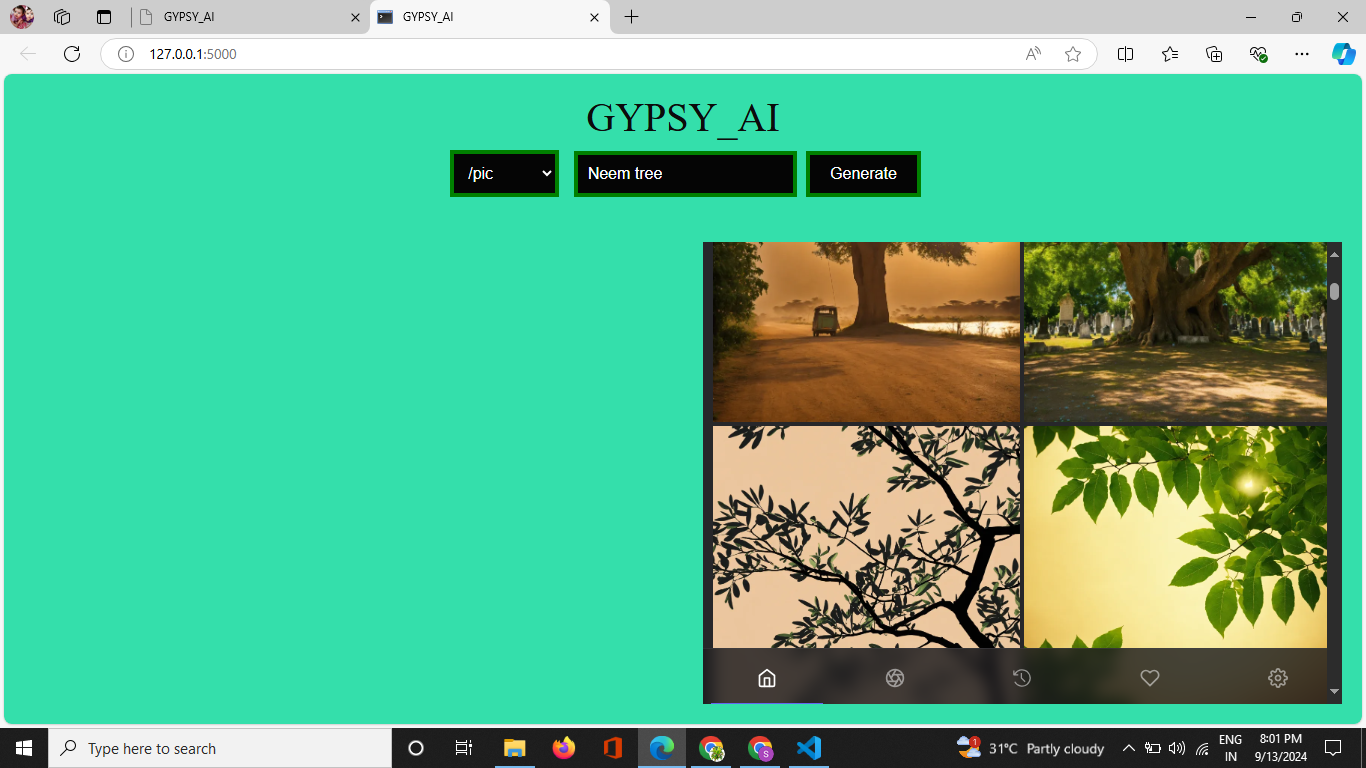 GYPSY_AI
GYPSY_AI
127.0.0.1:5000
GYPSY_AI
/pic
Neem tree
Generate
Type here to search
1
31°C Partly cloudy
ENG
IN
8:01 PM
9/13/2024